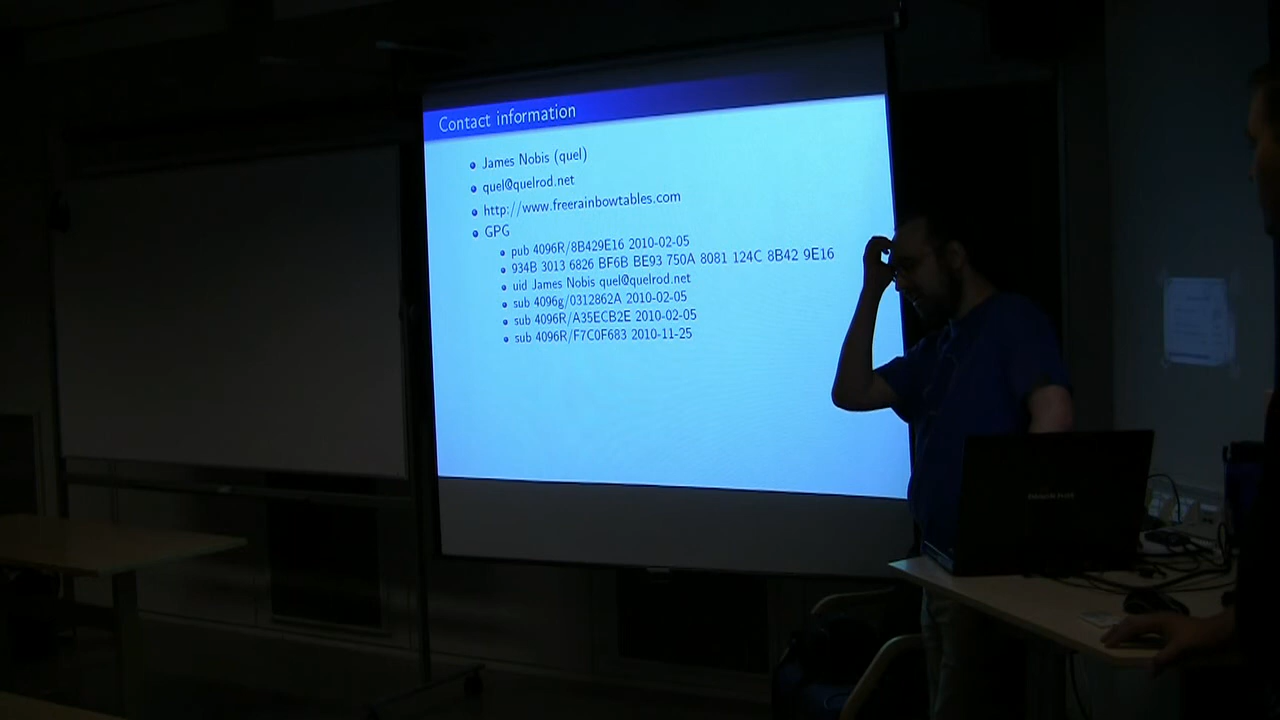 Contact information
James Nobis (quel)
quel@quelrod.net
http://www.freerainbowtables.com
GPG
pub 4096R/8B429E16 2010-02-05
934B 3013 6826 BF6B BE93 750A 8081 124C 8B42 9E16
uid James Nobis quel@quelrod.net
sub 4096g/0312862A 2010-02-05
sub 4096R/A35ECB2E 2010-02-05
sub 4096R/F7C0F683 2010-11-25